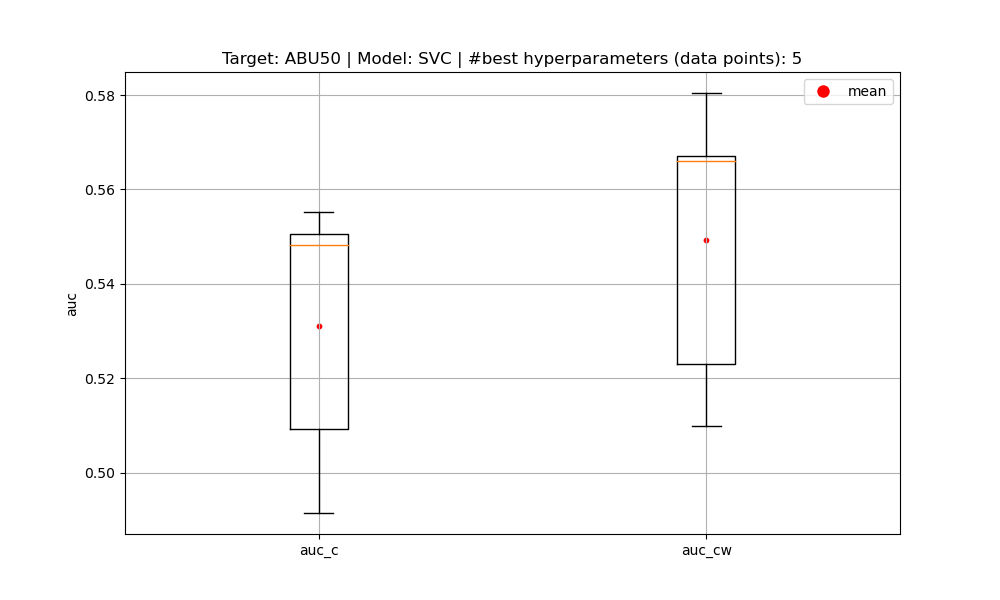 Target: ABU50 | Model: SVC | #best hyperparameters (data points): 5
mean
0.58
0.56
0.54
0.52
0.50
auc
auc_c
auc_cw